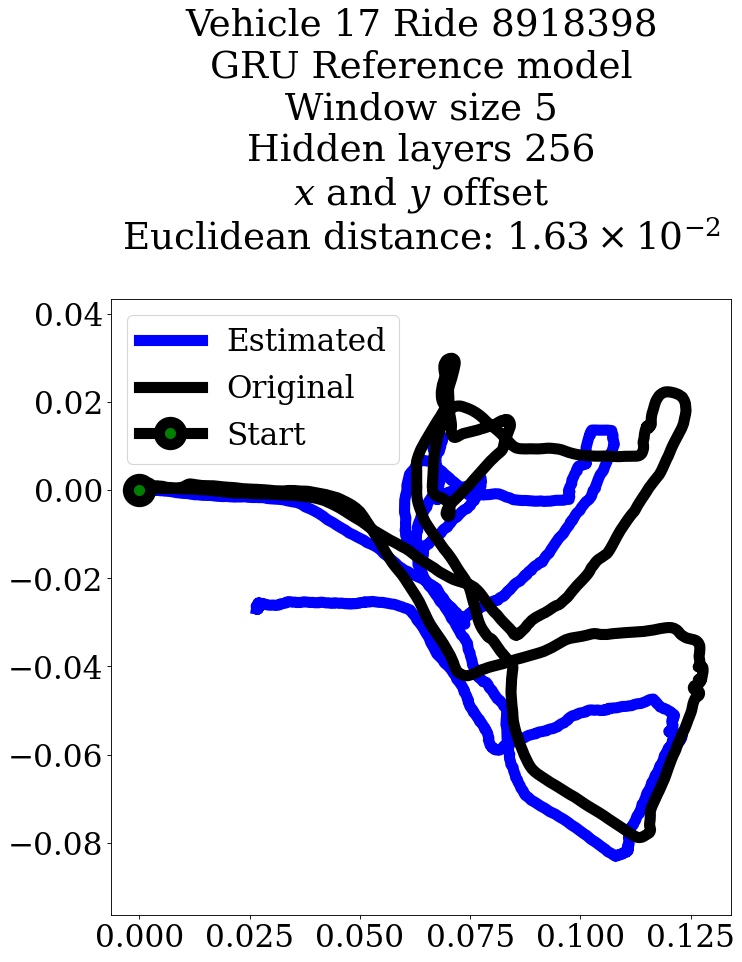 Vehicle 17 Ride 8918398
GRU Reference model
Window size 5
Hidden layers 256
x and y offset
Euclidean distance: 1.63 × 10⁻²
Estimated
Original
Start
0.04
0.02
0.00
−0.02
−0.04
−0.06
−0.08
0.000 0.025 0.050 0.075 0.100 0.125